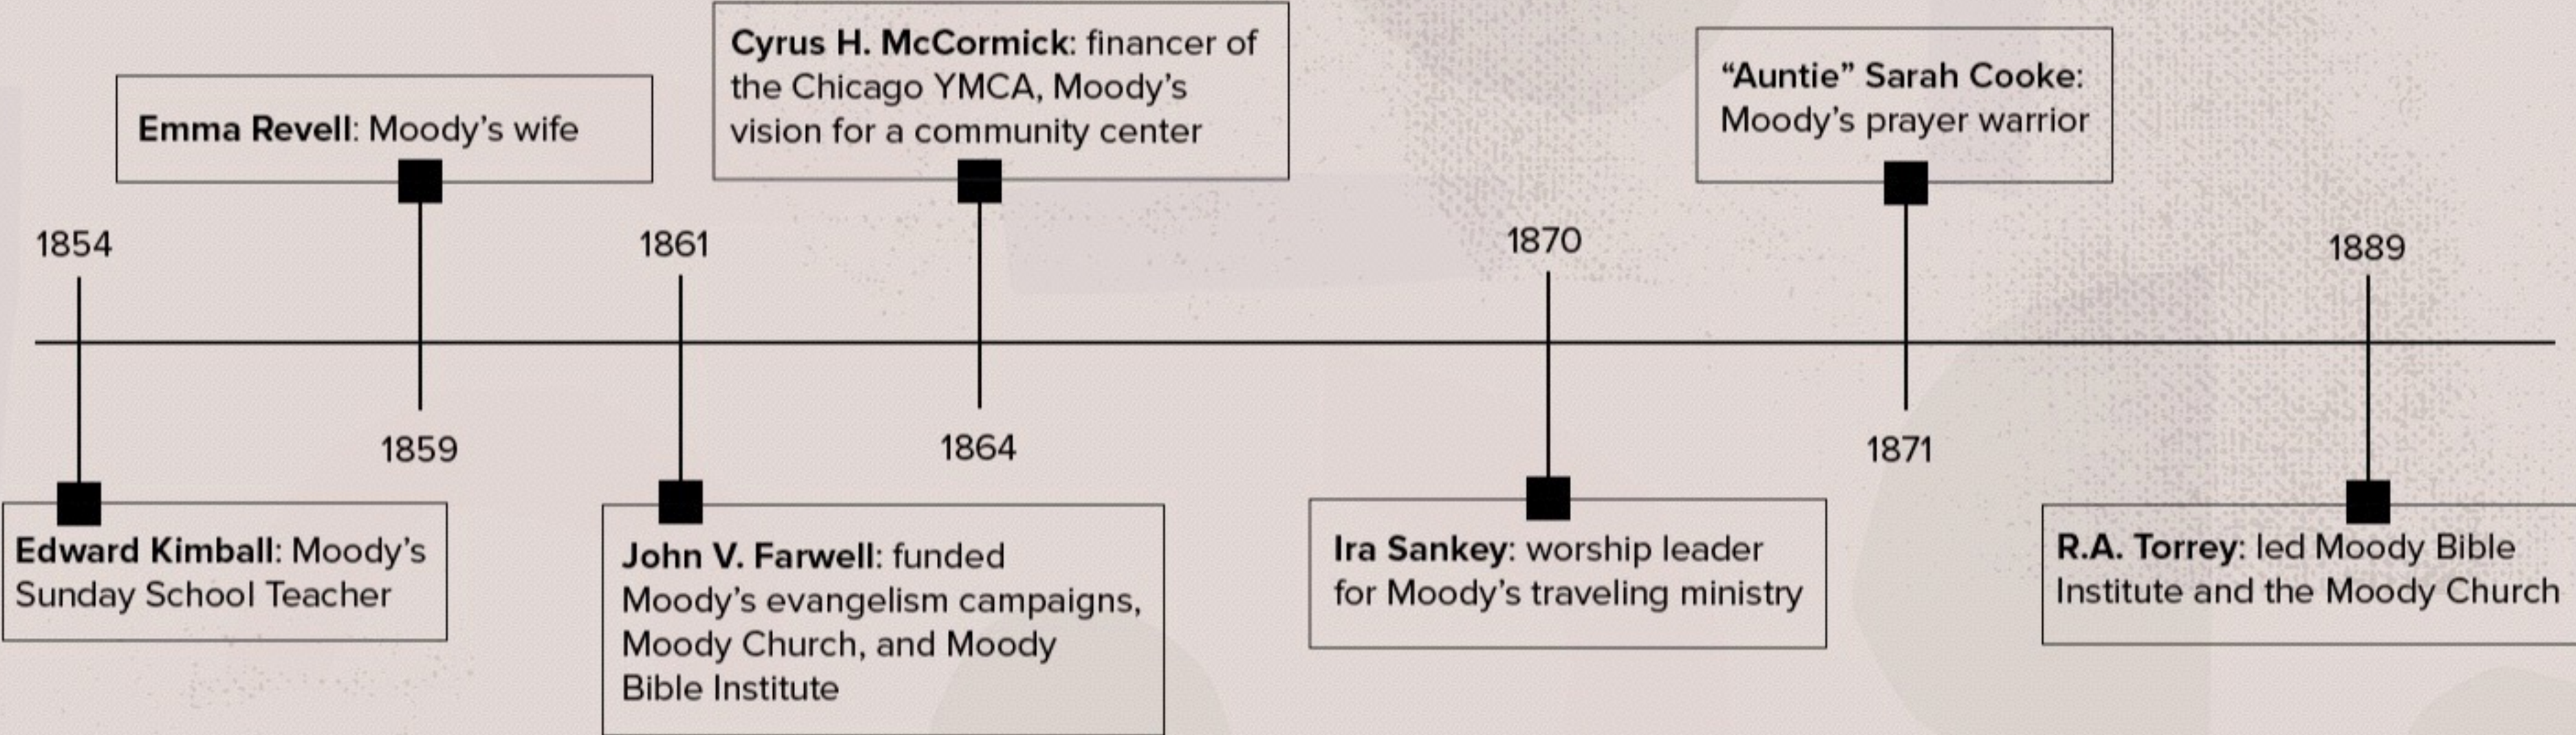 Cyrus H. McCormick: financer of
the Chicago YMCA, Moody’s
vision for a community center
“Auntie” Sarah Cooke:
Moody’s prayer warrior
Emma Revell: Moody’s wife
1854
1861
1870
1889
1859
1864
1871
Edward Kimball: Moody’s
Sunday School Teacher
John V. Farwell: funded
Moody’s evangelism campaigns,
Moody Church, and Moody
Bible Institute
Ira Sankey: worship leader
for Moody’s traveling ministry
R.A. Torrey: led Moody Bible
Institute and the Moody Church